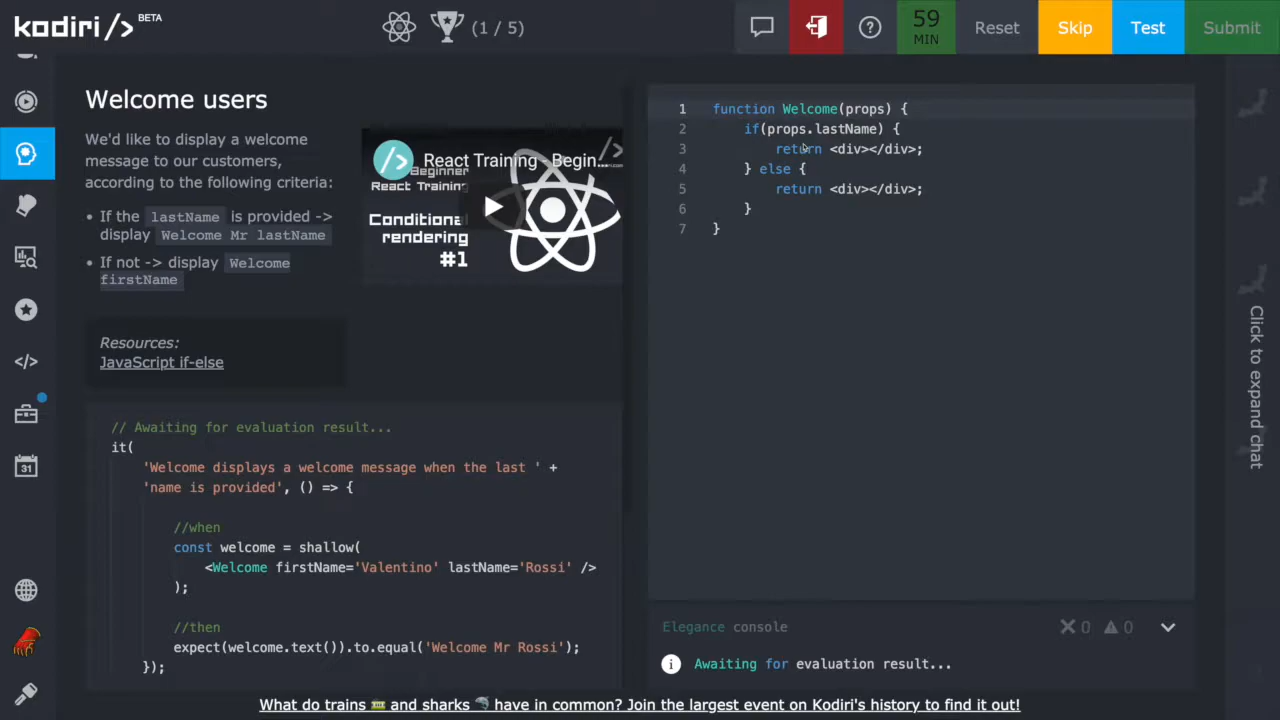 kodiri /> BETA
(1 / 5)
59
MIN
Reset
Skip
Test
Submit
Welcome users
We'd like to display a welcome
message to our customers,
according to the following criteria:
• If the lastName is provided ->
display Welcome Mr lastName
• If not -> display Welcome
firstName
React Training - Begin...
Beginner
React Training
Conditional
rendering
#1
Resources:
JavaScript if-else
// Awaiting for evaluation result...
it(
'Welcome displays a welcome message when the last ' +
'name is provided', () => {
//when
const welcome = shallow(
<Welcome firstName='Valentino' lastName='Rossi' />
);
//then
expect(welcome.text()).to.equal('Welcome Mr Rossi');
});
1 function Welcome(props) {
2 if(props.lastName) {
3 return <div></div>;
4 } else {
5 return <div></div>;
6 }
7 }
Elegance console
0
0
Awaiting for evaluation result...
Click to expand chat
31
What do trains 🚃 and sharks 🦈 have in common? Join the largest event on Kodiri's history to find it out!